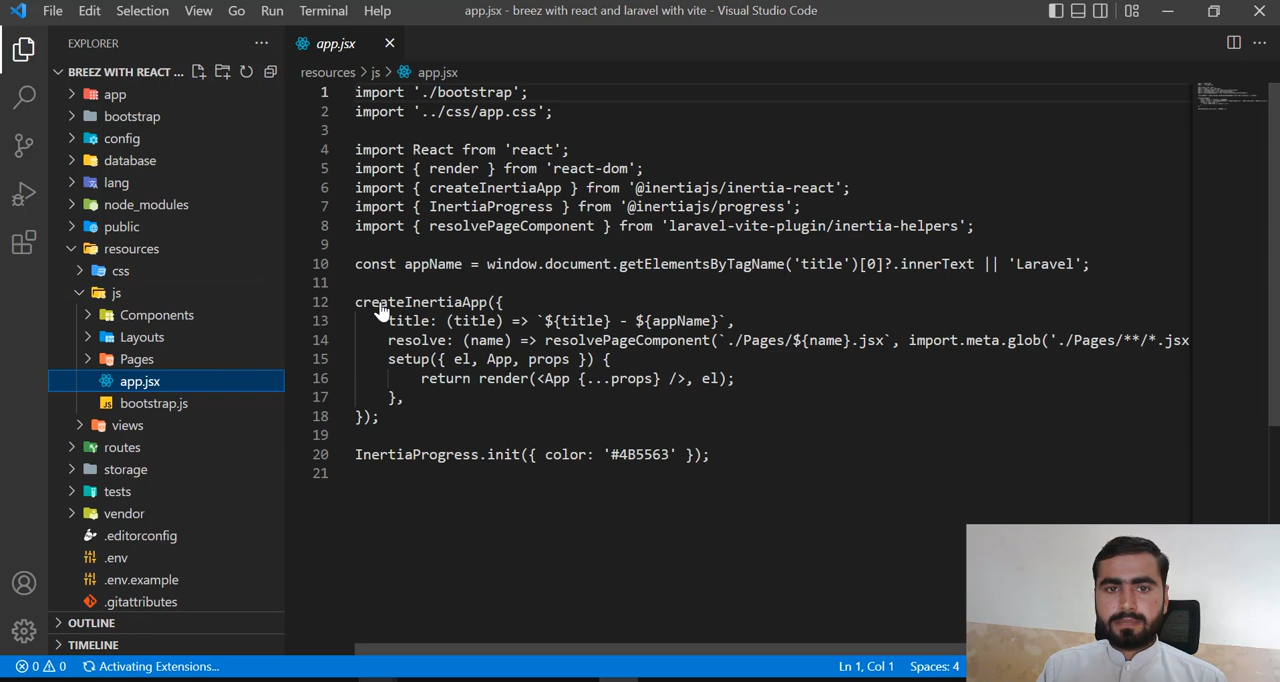 File Edit Selection View Go Run Terminal Help
app.jsx - breez with react and laravel with vite - Visual Studio Code
EXPLORER
BREEZ WITH REACT ...
app
bootstrap
config
database
lang
node_modules
public
resources
css
js
Components
Layouts
Pages
app.jsx
bootstrap.js
views
routes
storage
tests
vendor
.editorconfig
.env
.env.example
.gitattributes
OUTLINE
TIMELINE
app.jsx
resources > js > app.jsx
1 import './bootstrap';
2 import '../css/app.css';
3
4 import React from 'react';
5 import { render } from 'react-dom';
6 import { createInertiaApp } from '@inertiajs/inertia-react';
7 import { InertiaProgress } from '@inertiajs/progress';
8 import { resolvePageComponent } from 'laravel-vite-plugin/inertia-helpers';
9
10 const appName = window.document.getElementsByTagName('title')[0]?.innerText || 'Laravel';
11
12 createInertiaApp({
13 title: (title) => `${title} - ${appName}`,
14 resolve: (name) => resolvePageComponent(`./Pages/${name}.jsx`, import.meta.glob('./Pages/**/*.jsx
15 setup({ el, App, props }) {
16 return render(<App {...props} />, el);
17 },
18 });
19
20 InertiaProgress.init({ color: '#4B5563' });
21
0 0 Activating Extensions...
Ln 1, Col 1 Spaces: 4